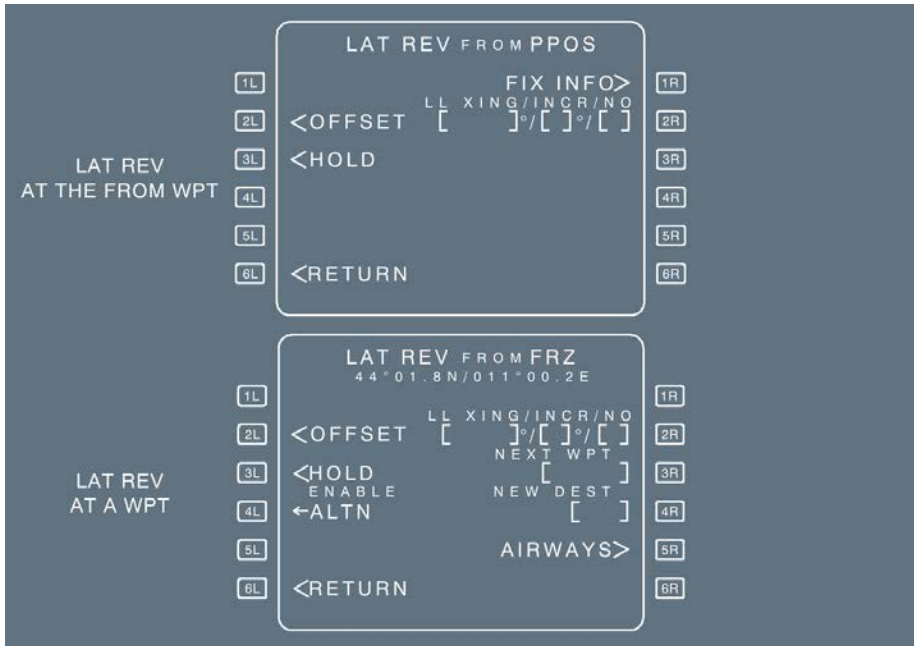 LAT REV FROM PPOS
1L FIX INFO> 1R
LL XING/INCR/NO
2L <OFFSET [ ]°/[ ]°/[ ] 2R
3L <HOLD 3R
LAT REV
AT THE FROM WPT
4L 4R
5L 5R
6L <RETURN 6R
LAT REV FROM FRZ
44°01.8N/011°00.2E
1L 1R
LL XING/INCR/NO
2L <OFFSET [ ]°/[ ]°/[ ] 2R
NEXT WPT
3L <HOLD [ ] 3R
LAT REV
AT A WPT
ENABLE NEW DEST
4L ←ALTN [ ] 4R
5L AIRWAYS> 5R
6L <RETURN 6R